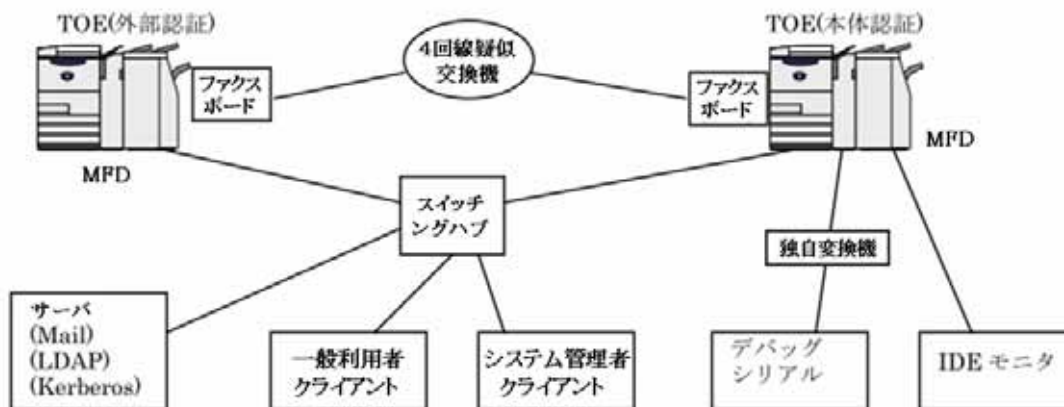 TOE(外部認証)
TOE(本体認証)
4回線疑似
交換機
ファクス
ボード
ファクス
ボード
MFD
MFD
スイッチ
ングハブ
独自変換機
サーバ
(Mail)
(LDAP)
(Kerberos)
一般利用者
クライアント
システム管理者
クライアント
デバッグ
シリアル
IDE モニタ